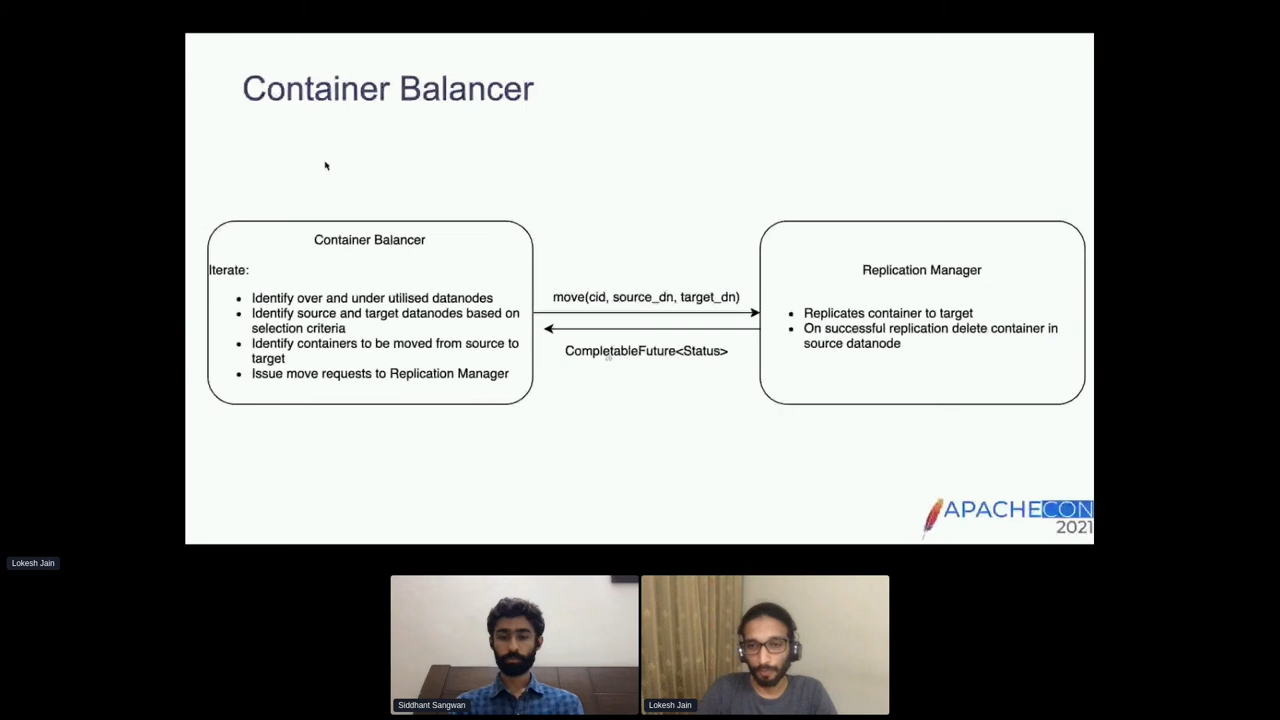 Container Balancer
Container Balancer
Iterate:
Identify over and under utilised datanodes
Identify source and target datanodes based on
selection criteria
Identify containers to be moved from source to
target
Issue move requests to Replication Manager
move(cid, source_dn, target_dn)
CompletableFuture<Status>
Replication Manager
Replicates container to target
On successful replication delete container in
source datanode
APACHECON
2021
Lokesh Jain
Siddhant Sangwan
Lokesh Jain